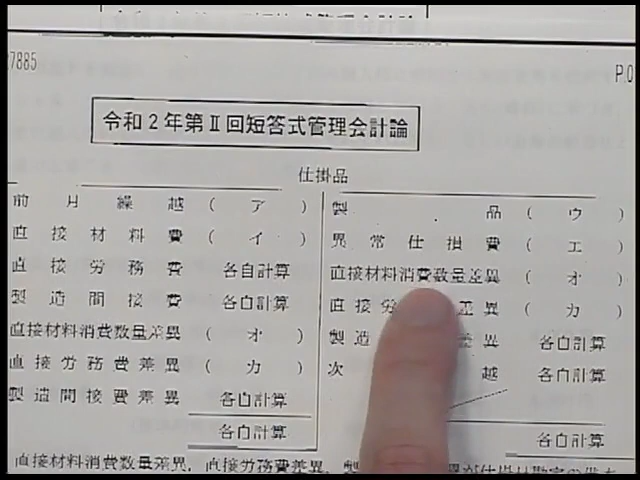 7885
P.0
令和2年第Ⅱ回短答式管理会計論
仕掛品
前月繰越 ( ア ) 製品 ( ウ )
直接材料費 ( イ ) 異常仕損費 ( エ )
直接労務費 各自計算 直接材料消費数量差異 ( オ )
製造間接費 各自計算 直接労 差異 ( カ )
直接材料消費数量差異 ( オ ) 製造 差異 各自計算
直接労務費差異 ( カ ) 次 越 各自計算
製造間接費差異 各自計算
各自計算 各自計算
直接材料消費数量差異, 直接労務費差異, 製